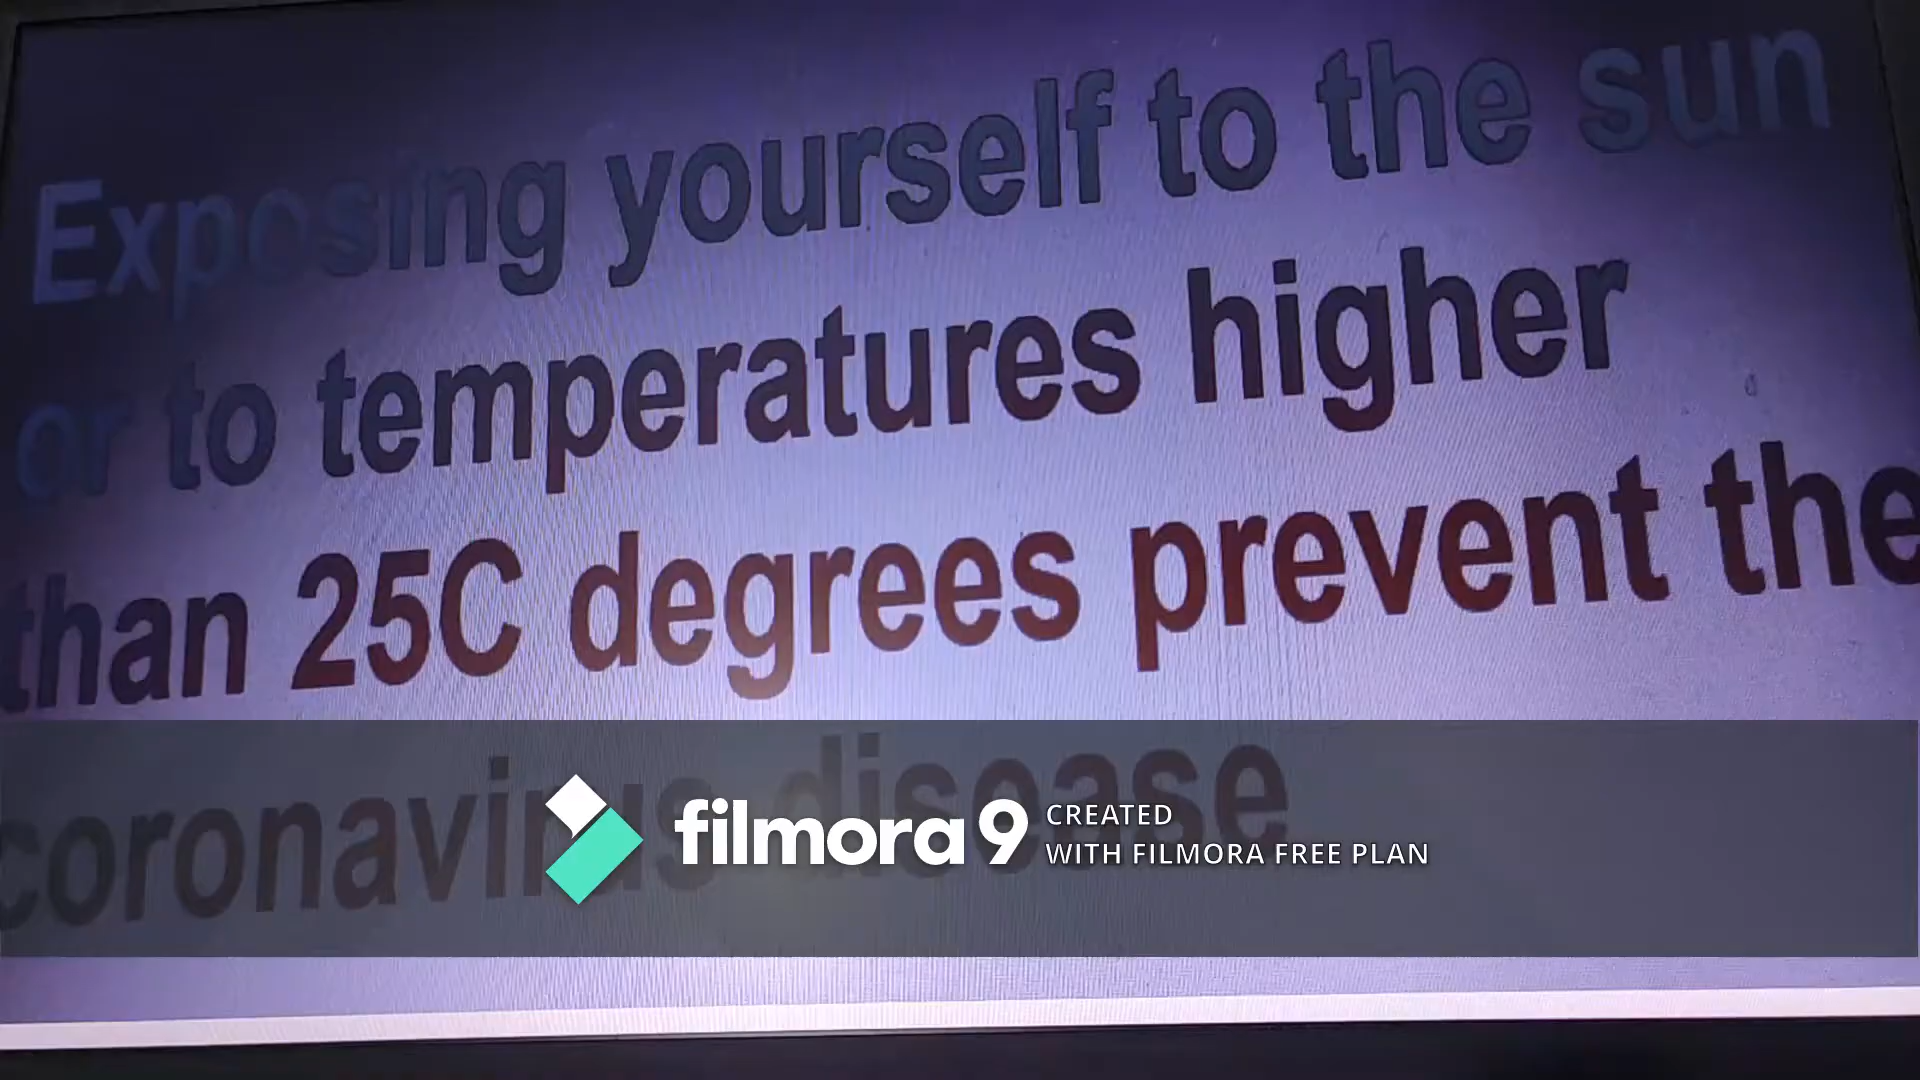 Exposing yourself to the sun
or to temperatures higher
than 25C degrees prevent the
coronavirus disease
filmora9 CREATED
WITH FILMORA FREE PLAN